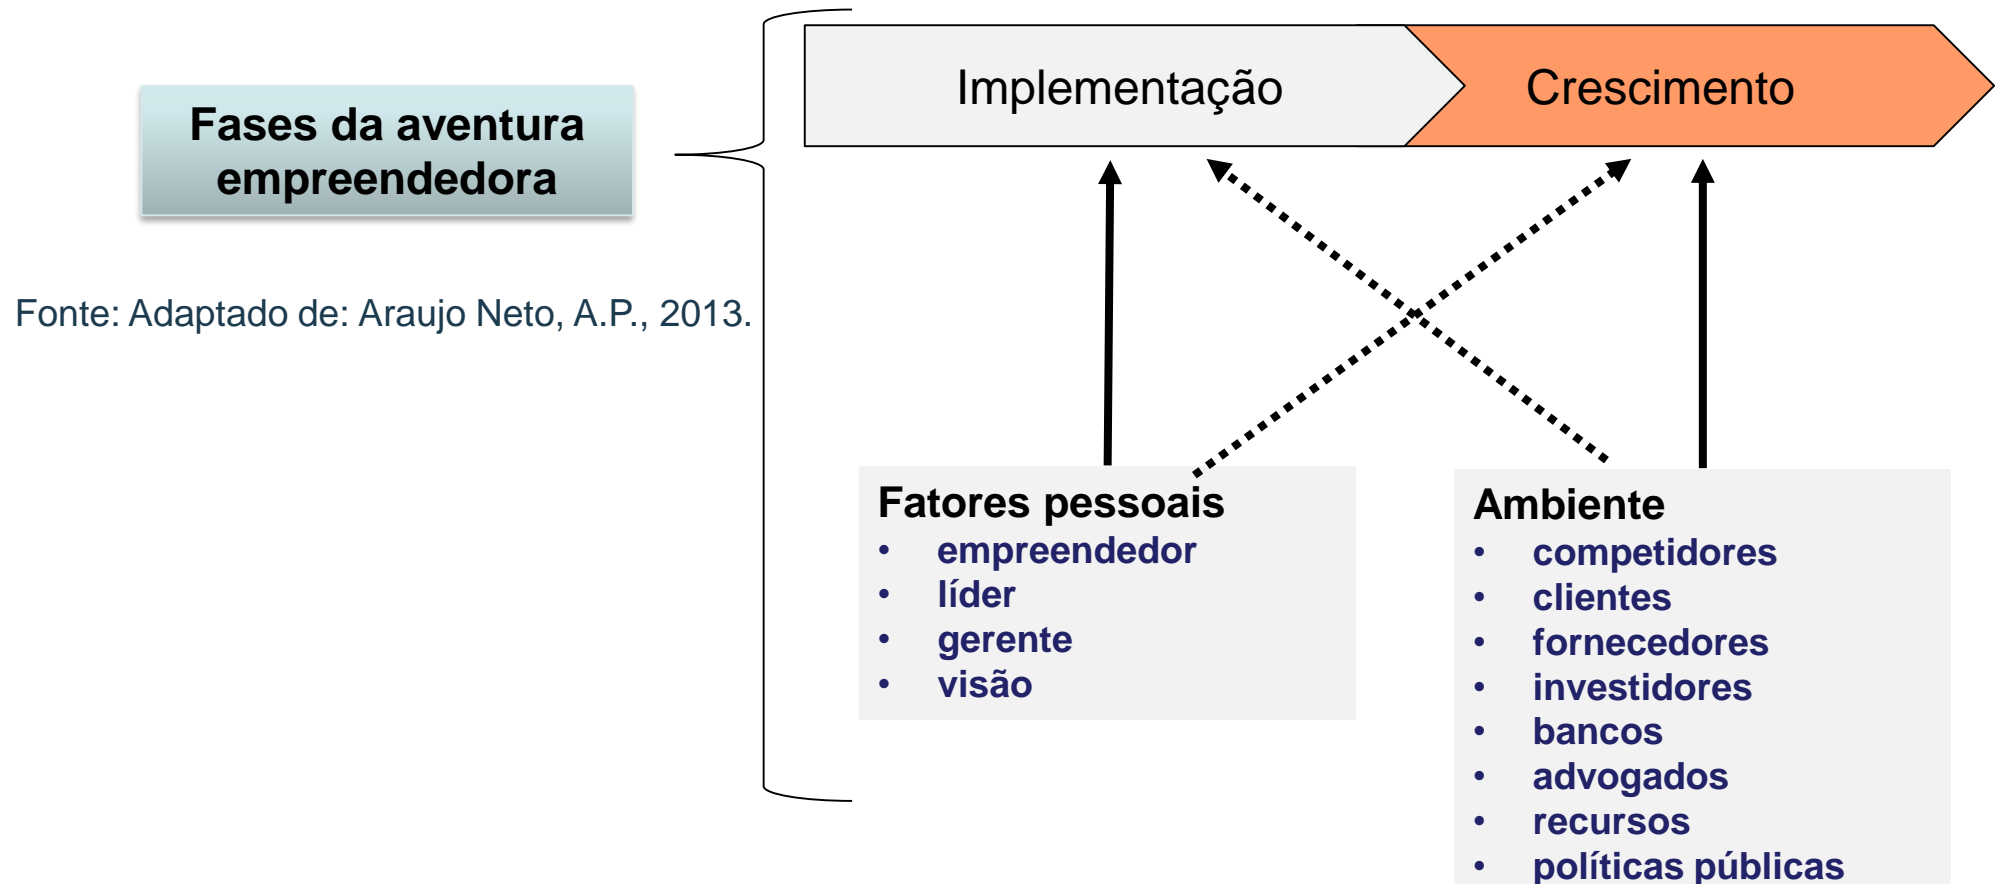 Fases da aventura
empreendedora
Fonte: Adaptado de: Araujo Neto, A.P., 2013.
Implementação
Crescimento
Fatores pessoais
• empreendedor
• líder
• gerente
• visão
Ambiente
• competidores
• clientes
• fornecedores
• investidores
• bancos
• advogados
• recursos
• políticas públicas